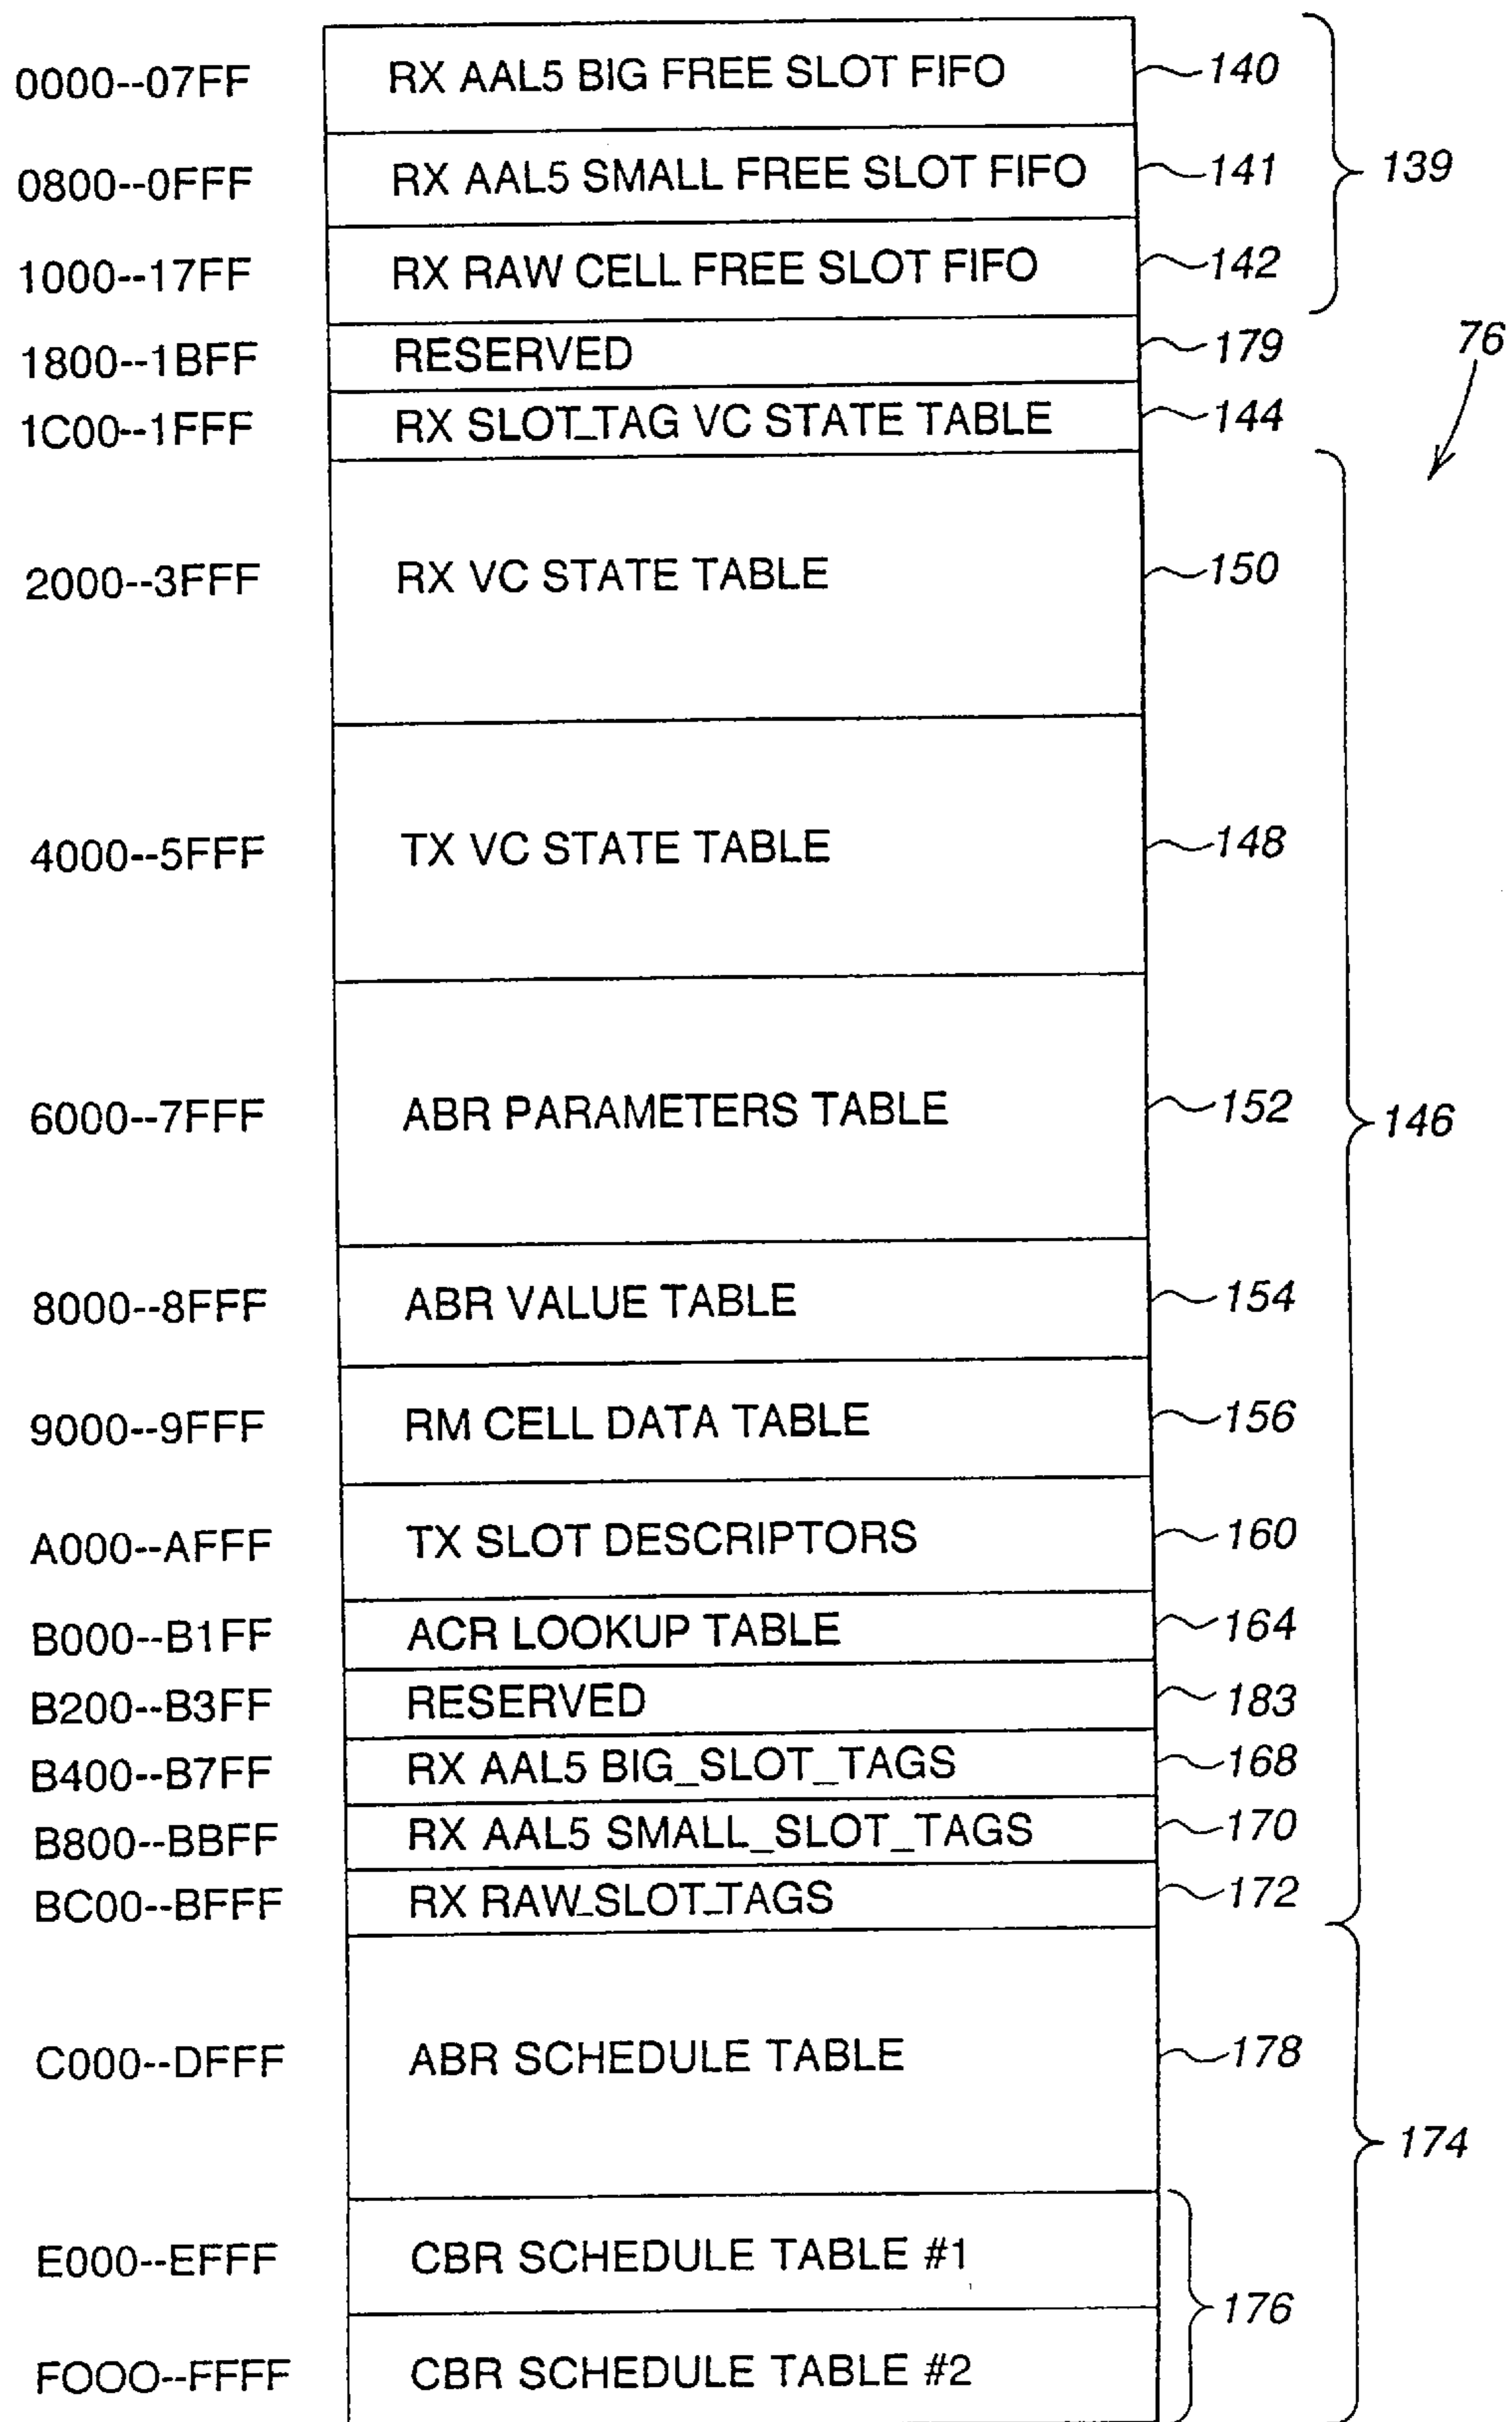 0000--07FF RX AAL5 BIG FREE SLOT FIFO 140
0800--0FFF RX AAL5 SMALL FREE SLOT FIFO 141 139
1000--17FF RX RAW CELL FREE SLOT FIFO 142
1800--1BFF RESERVED 179 76
1C00--1FFF RX SLOT_TAG VC STATE TABLE 144
2000--3FFF RX VC STATE TABLE 150
4000--5FFF TX VC STATE TABLE 148
6000--7FFF ABR PARAMETERS TABLE 152 146
8000--8FFF ABR VALUE TABLE 154
9000--9FFF RM CELL DATA TABLE 156
A000--AFFF TX SLOT DESCRIPTORS 160
B000--B1FF ACR LOOKUP TABLE 164
B200--B3FF RESERVED 183
B400--B7FF RX AAL5 BIG_SLOT_TAGS 168
B800--BBFF RX AAL5 SMALL_SLOT_TAGS 170
BC00--BFFF RX RAW_SLOT_TAGS 172
C000--DFFF ABR SCHEDULE TABLE 178
174
E000--EFFF CBR SCHEDULE TABLE #1
176
FOOO--FFFF CBR SCHEDULE TABLE #2